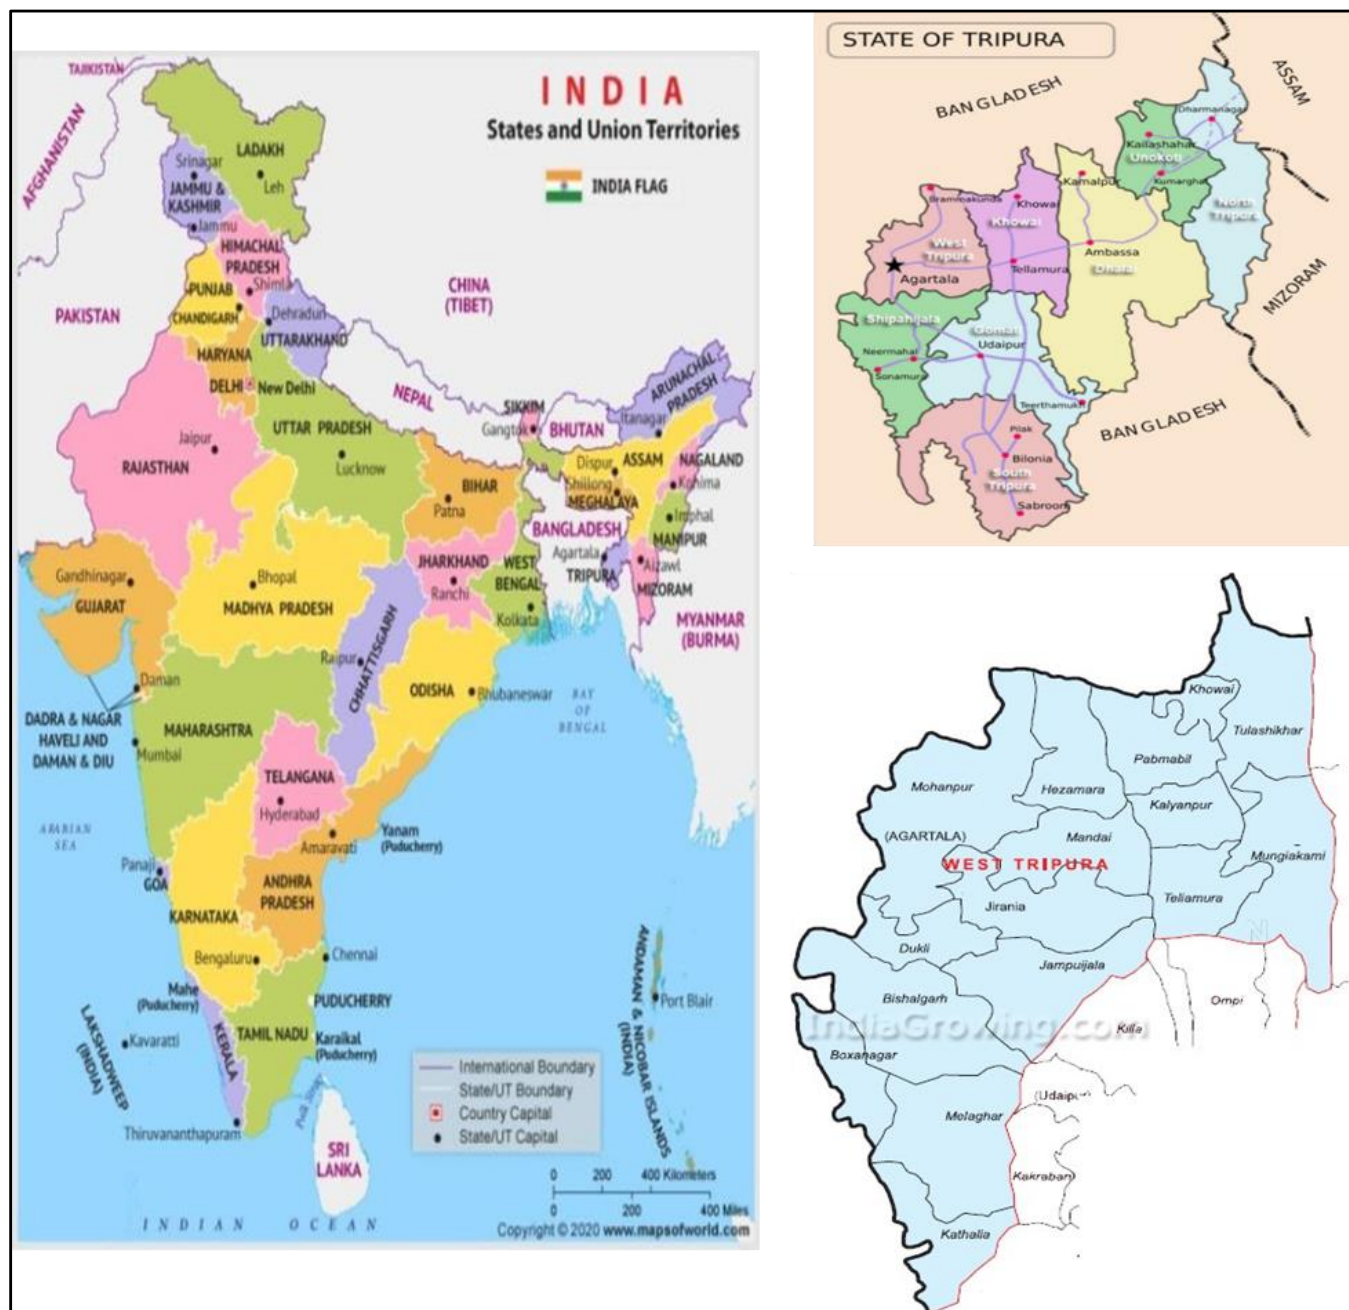 INDIA
States and Union Territories
INDIA FLAG
TAJIKISTAN
AFGHANISTAN
LADAKH
Srinagar
Leh
JAMMU &
KASHMIR
Jammu
HIMACHAL
PRADESH
Shimla
PUNJAB
CHANDIGARH
Dehradun
UTTARAKHAND
CHINA
(TIBET)
PAKISTAN
HARYANA
DELHI
New Delhi
NEPAL
ARUNACHAL
PRADESH
Itanagar
SIKKIM
Gangtok
BHUTAN
UTTAR PRADESH
Jaipur
RAJASTHAN
Lucknow
Dispur
ASSAM
NAGALAND
Shillong
Kohima
MEGHALAYA
BIHAR
Patna
BANGLADESH
Imphal
MANIPUR
Agartala
TRIPURA
Aizawl
MIZORAM
JHARKHAND
Ranchi
WEST
BENGAL
Kolkata
MYANMAR
(BURMA)
Gandhinagar
GUJARAT
Bhopal
MADHYA PRADESH
CHHATTISGARH
Raipur
ODISHA
Bhubaneswar
BAY
OF
BENGAL
Daman
DADRA & NAGAR
HAVELI AND
DAMAN & DIU
MAHARASHTRA
Mumbai
TELANGANA
Hyderabad
ARABIAN
SEA
Yanam
(Puducherry)
Amaravati
Panaji
GOA
ANDHRA
PRADESH
KARNATAKA
Bengaluru
Chennai
Mahe
(Puducherry)
PUDUCHERRY
TAMIL NADU
Karaikal
(Puducherry)
KERALA
LAKSHADWEEP
(INDIA)
Kavaratti
Thiruvananthapuram
Palk Strait
SRI
LANKA
ANDAMAN & NICOBAR ISLANDS
(INDIA)
Port Blair
International Boundary
State/UT Boundary
Country Capital
State/UT Capital
0 200 400 Kilometers
0 200 400 Miles
INDIAN OCEAN
Copyright © 2020 www.mapsofworld.com
STATE OF TRIPURA
BANGLADESH
ASSAM
Dharmanagar
Kailashahar
Unokoti
Kumarghat
North
Tripura
Kamalpur
Brammakunda
Khowai
Khowai
West
Tripura
Ambassa
Dhalai
Tellamura
Agartala
MIZORAM
Shipahijala
Gomati
Udaipur
Neermahal
Sonamura
Teerthamukh
BANGLADESH
Pilak
Bilonia
South
Tripura
Sabroom
Khowai
Tulashikhar
Pabmabil
Mohanpur
Hezamara
Kalyanpur
(AGARTALA)
Mandai
Mungiakami
WEST TRIPURA
Teliamura
Jirania
Dukli
Jampuijala
Bishalgarh
Ompi
IndiaGrowing.com
Killa
Boxanagar
(Udaipur
Melaghar
Kakraban
Kathalia